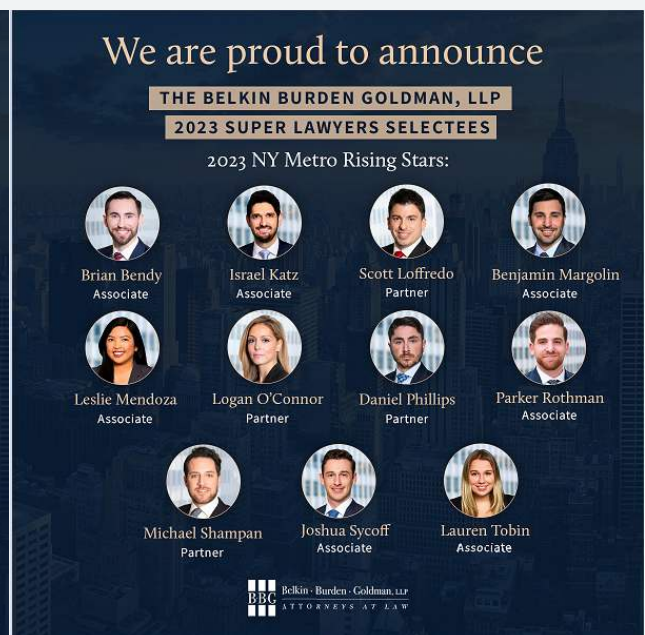 We are proud to announce
THE BELKIN BURDEN GOLDMAN, LLP
2023 SUPER LAWYERS SELECTEES
2023 NY Metro Rising Stars:
Brian Bendy
Associate
Israel Katz
Associate
Scott Loffredo
Partner
Benjamin Margolin
Associate
Leslie Mendoza
Associate
Logan O'Connor
Partner
Daniel Phillips
Partner
Parker Rothman
Associate
Michael Shampan
Partner
Joshua Sycoff
Associate
Lauren Tobin
Associate
BBG
Belkin · Burden · Goldman, LLP
ATTORNEYS AT LAW